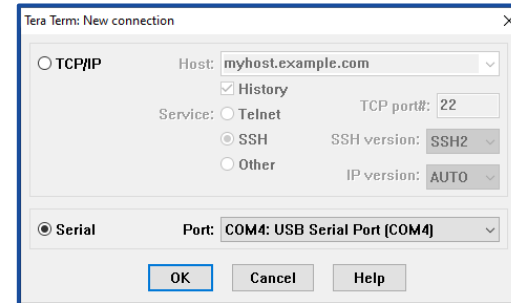 Tera Term: New connection
TCP/IP
Host: myhost.example.com
History
Service: Telnet
TCP port#: 22
SSH
SSH version: SSH2
Other
IP version: AUTO
Serial
Port: COM4: USB Serial Port (COM4)
OK Cancel Help